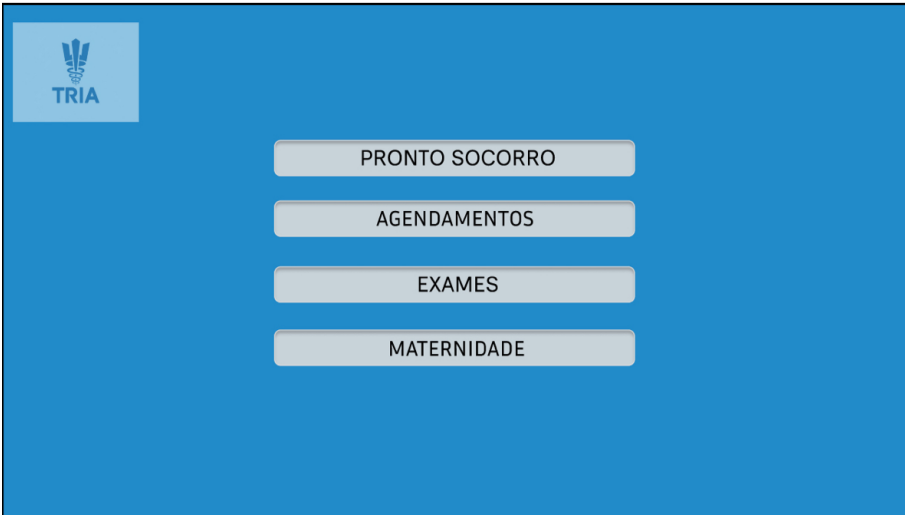 TRIA
PRONTO SOCORRO
AGENDAMENTOS
EXAMES
MATERNIDADE